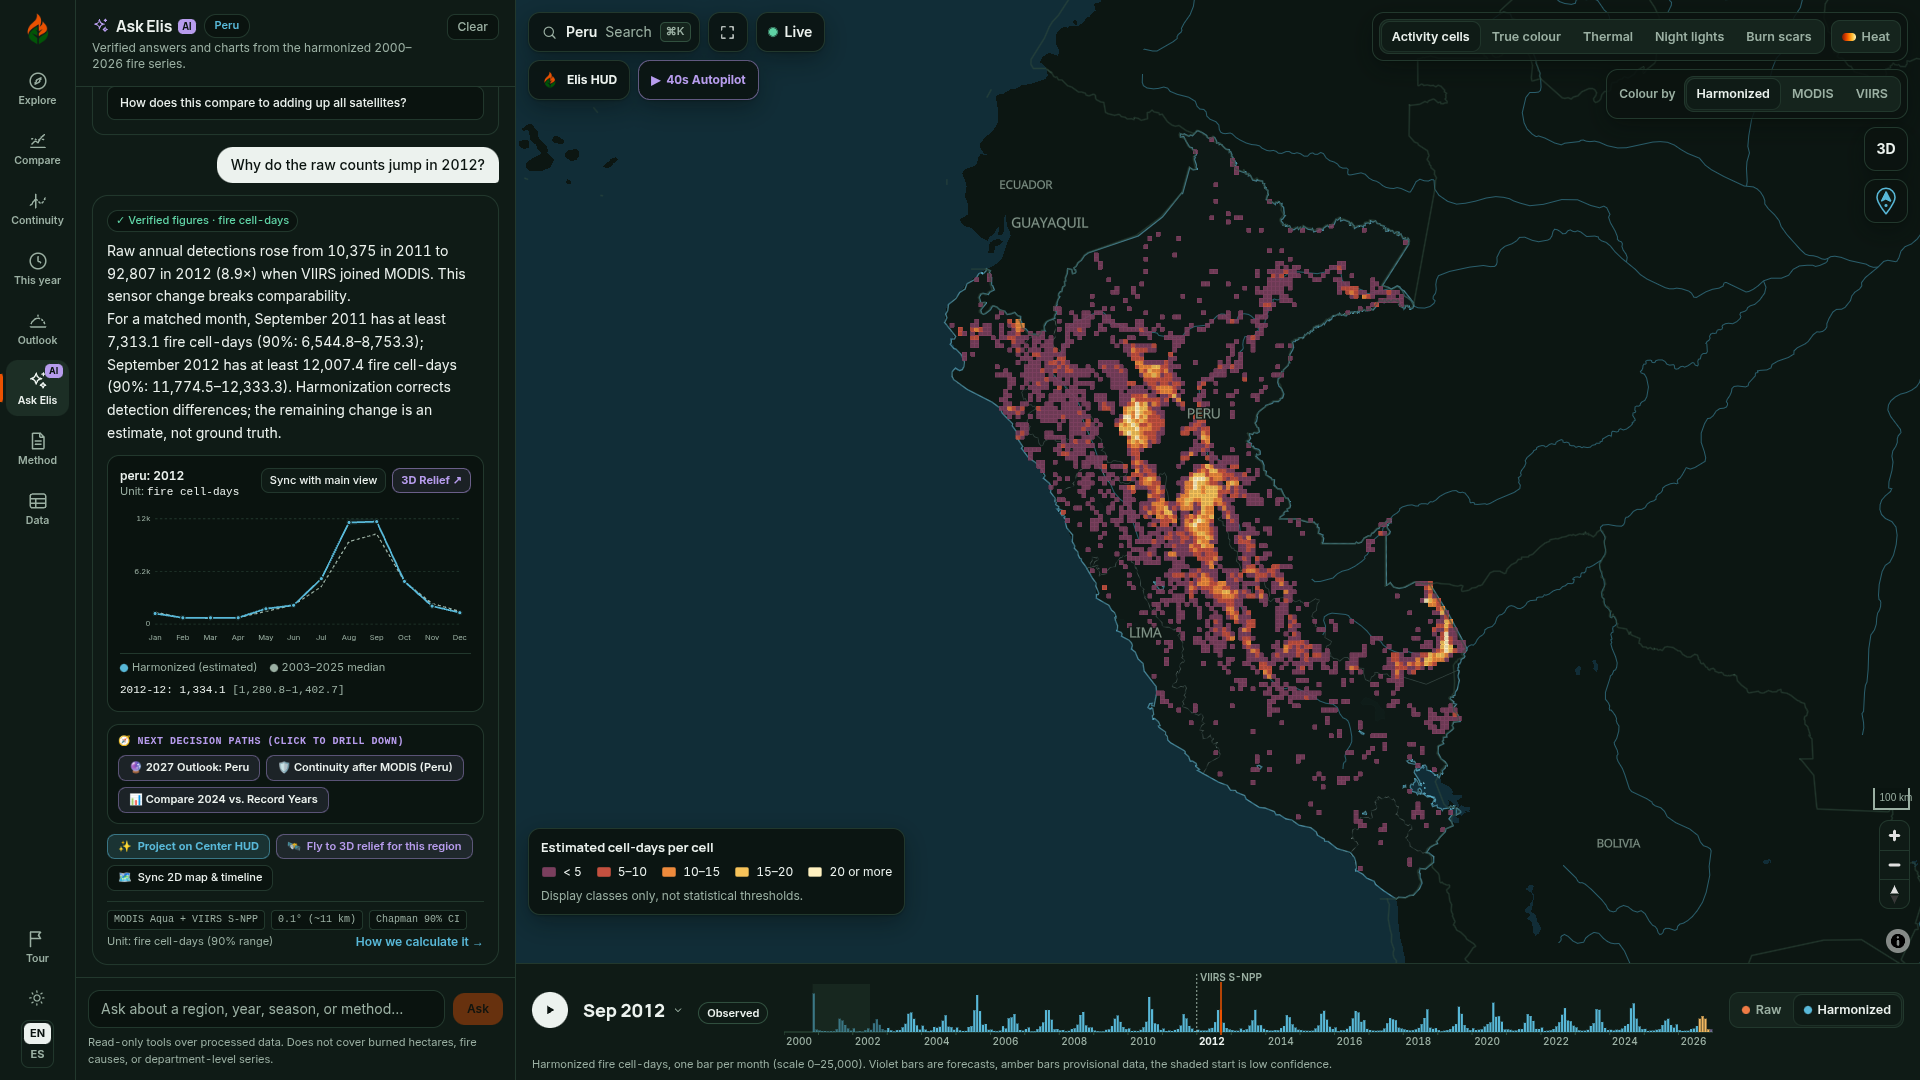 Explore
Compare
Continuity
This year
Outlook
AI
Ask Elis
Method
Data
Tour
EN
ES
Ask Elis AI Peru
Clear
Verified answers and charts from the harmonized 2000–
2026 fire series.
How does this compare to adding up all satellites?
Why do the raw counts jump in 2012?
✓ Verified figures · fire cell-days
Raw annual detections rose from 10,375 in 2011 to
92,807 in 2012 (8.9×) when VIIRS joined MODIS. This
sensor change breaks comparability.
For a matched month, September 2011 has at least
7,313.1 fire cell-days (90%: 6,544.8–8,753.3);
September 2012 has at least 12,007.4 fire cell-days
(90%: 11,774.5–12,333.3). Harmonization corrects
detection differences; the remaining change is an
estimate, not ground truth.
peru: 2012
Unit: fire cell-days
Sync with main view
3D Relief ↗
12k
6.2k
0
Jan Feb Mar Apr May Jun Jul Aug Sep Oct Nov Dec
Harmonized (estimated) 2003–2025 median
2012-12: 1,334.1 [1,280.8–1,402.7]
🧭 NEXT DECISION PATHS (CLICK TO DRILL DOWN)
🔮 2027 Outlook: Peru
🛡️ Continuity after MODIS (Peru)
📊 Compare 2024 vs. Record Years
✨ Project on Center HUD
🛰️ Fly to 3D relief for this region
🗺️ Sync 2D map & timeline
MODIS Aqua + VIIRS S-NPP
0.1° (~11 km)
Chapman 90% CI
Unit: fire cell-days (90% range)
How we calculate it →
Ask about a region, year, season, or method...
Ask
Read-only tools over processed data. Does not cover burned hectares, fire
causes, or department-level series.
Peru Search ⌘K
Live
Elis HUD
▶ 40s Autopilot
Activity cells True colour Thermal Night lights Burn scars
Heat
Colour by Harmonized MODIS VIIRS
3D
ECUADOR
GUAYAQUIL
PERU
LIMA
BOLIVIA
100 km
Estimated cell-days per cell
< 5 5–10 10–15 15–20 20 or more
Display classes only, not statistical thresholds.
Sep 2012
Observed
VIIRS S-NPP
2000 2002 2004 2006 2008 2010 2012 2014 2016 2018 2020 2022 2024 2026
Raw Harmonized
Harmonized fire cell-days, one bar per month (scale 0–25,000). Violet bars are forecasts, amber bars provisional data, the shaded start is low confidence.